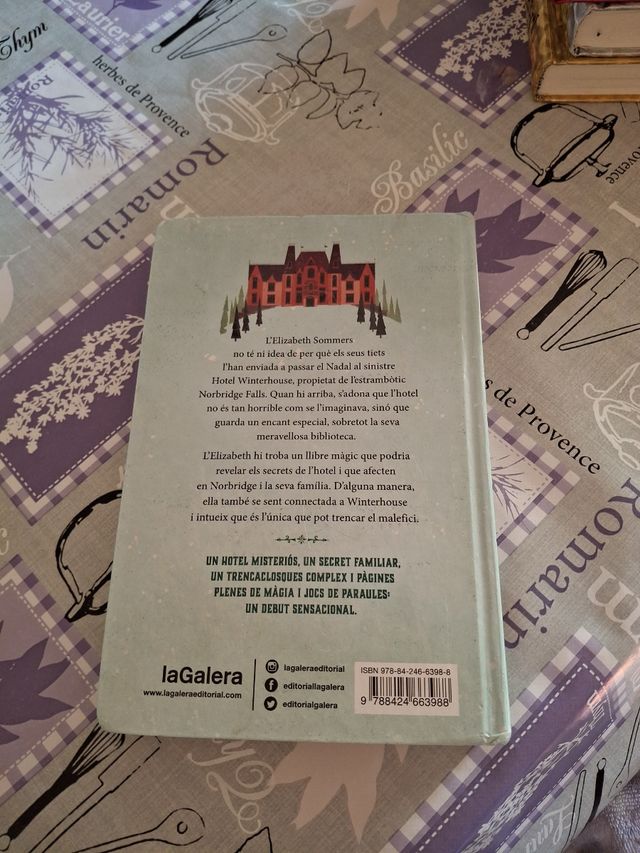 Laurier
Thym
herbes de Provence
Romarin
Basilic
Provence
L'Elizabeth Sommers
no té ni idea de per què els seus tiets
l'han enviada a passar el Nadal al sinistre
Hotel Winterhouse, propietat de l'estrambòtic
Norbridge Falls. Quan hi arriba, s'adona que l'hotel
no és tan horrible com se l'imaginava, sinó que
guarda un encant especial, sobretot la seva
meravellosa biblioteca.
L'Elizabeth hi troba un llibre màgic que podria
revelar els secrets de l'hotel i que afecten
en Norbridge i la seva família. D'alguna manera,
ella també se sent connectada a Winterhouse
i intueix que és l'única que pot trencar el malefici.
UN HOTEL MISTERIÓS, UN SECRET FAMILIAR,
UN TRENCACLOSQUES COMPLEX I PÀGINES
PLENES DE MÀGIA I JOCS DE PARAULES:
UN DEBUT SENSACIONAL.
laGalera
www.lagaleraeditorial.com
lagaleraeditorial
editoriallagalera
editorialgalera
ISBN 978-84-246-6398-8
9 788424 663988
es de Provence
Romarin